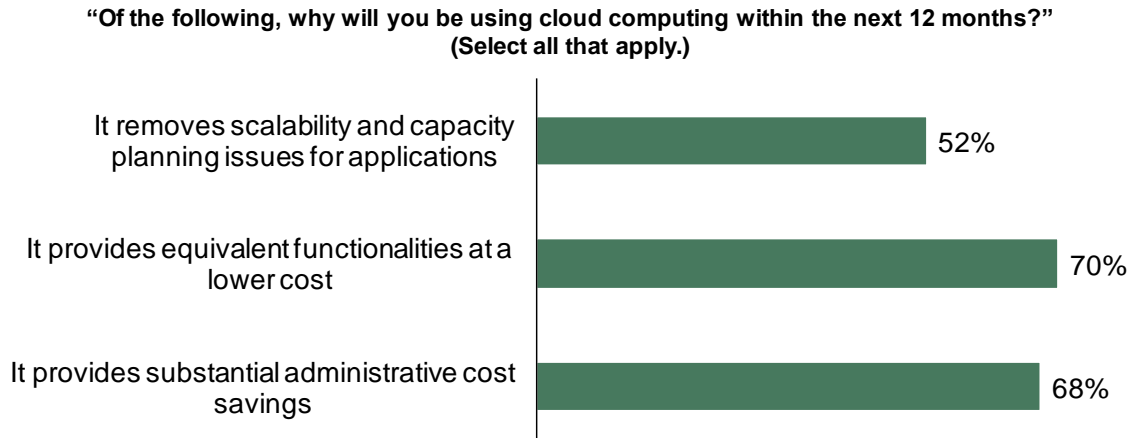 “Of the following, why will you be using cloud computing within the next 12 months?”
(Select all that apply.)
It removes scalability and capacity
planning issues for applications
52%
It provides equivalent functionalities at a
lower cost
70%
It provides substantial administrative cost
savings
68%